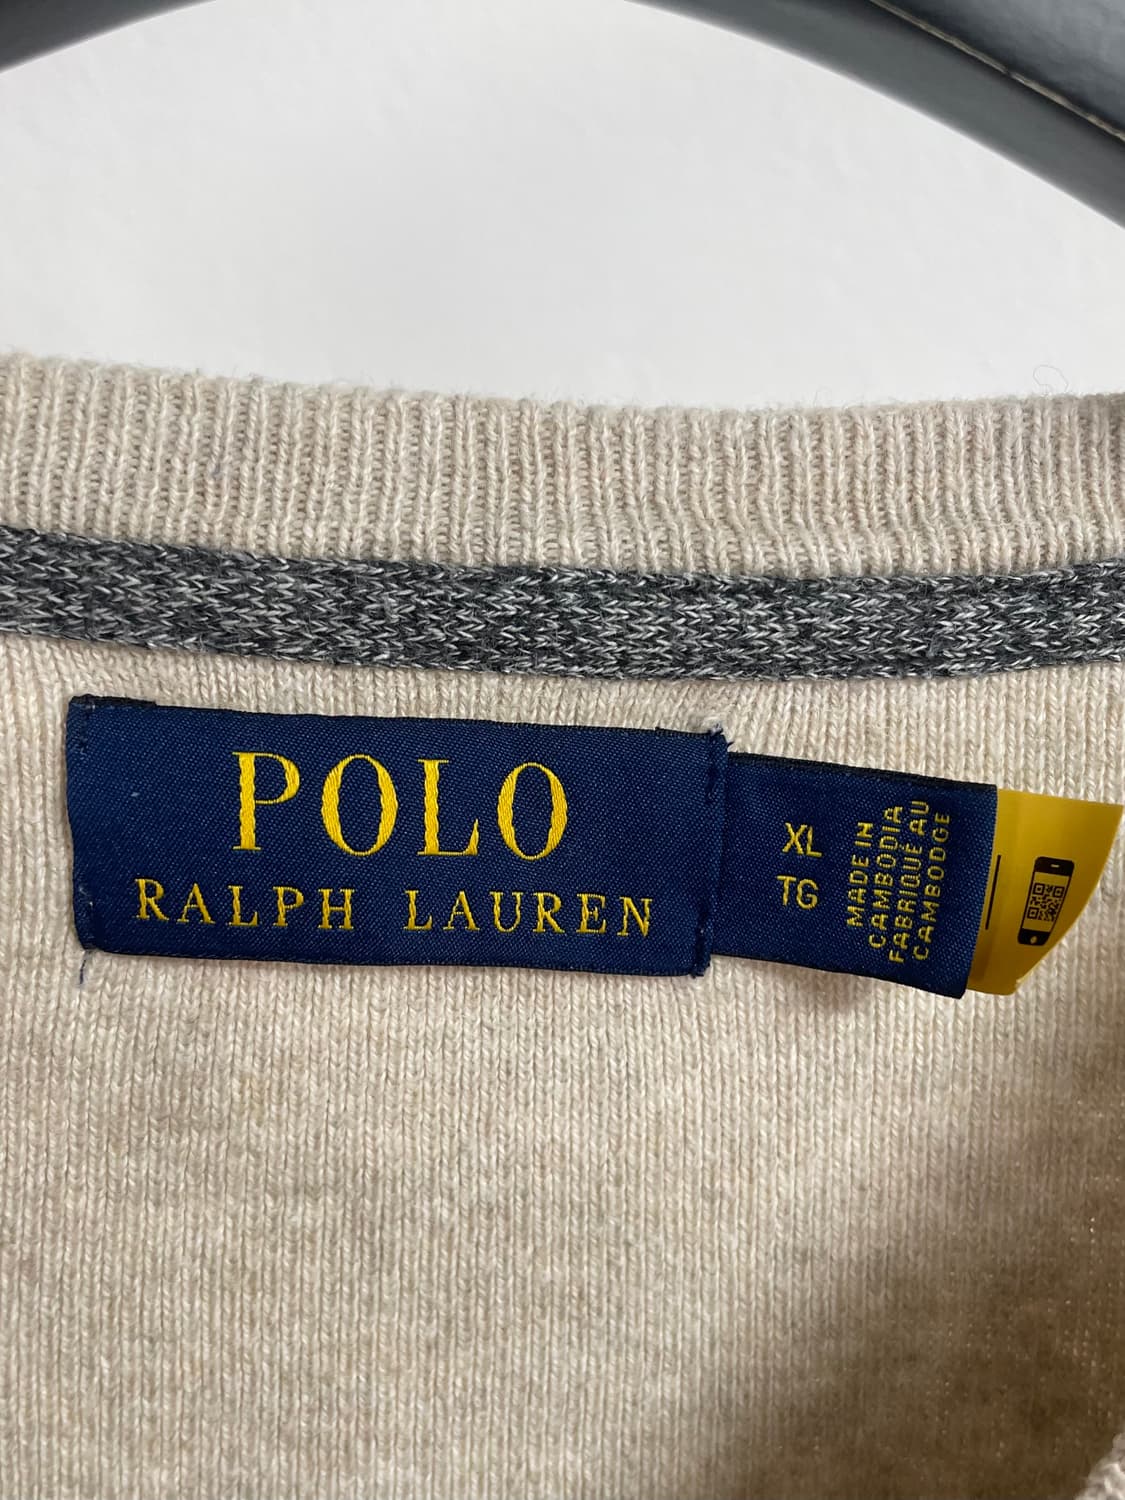 POLO
RALPH LAUREN
XL
TG
MADE IN
CAMBODIA
FABRIQUÉ AU
CAMBODGE